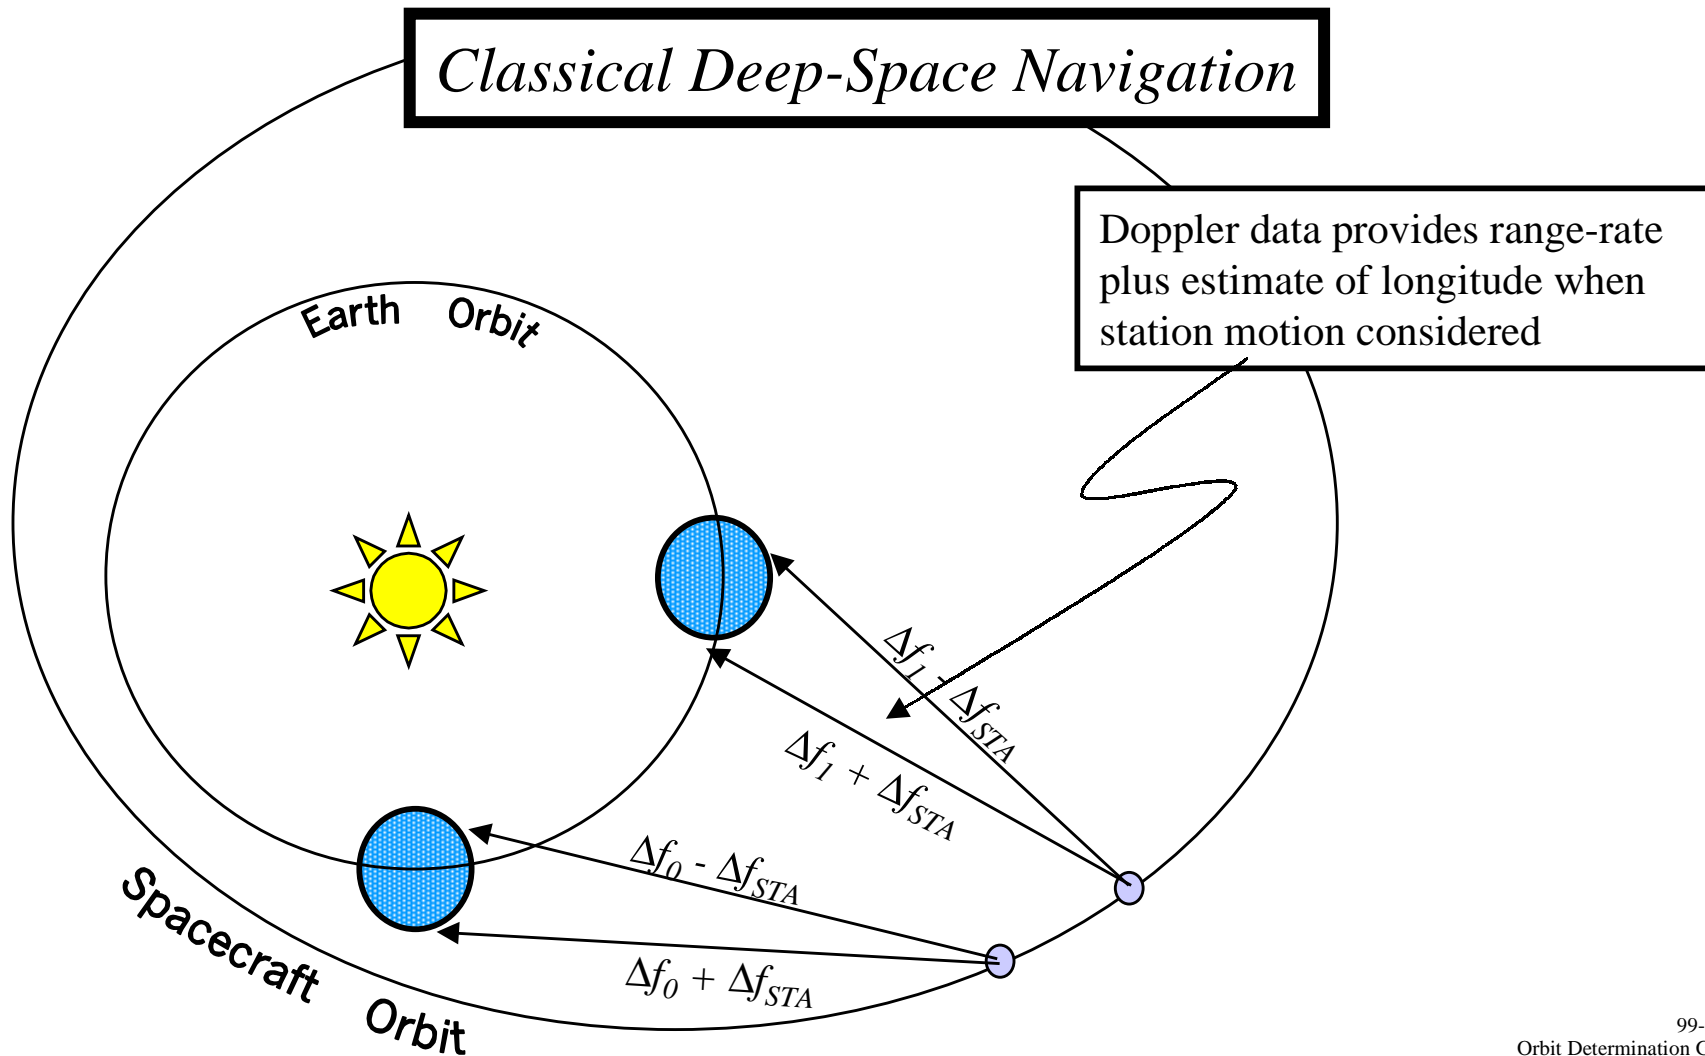 Classical Deep-Space Navigation
Doppler data provides range-rate
plus estimate of longitude when
station motion considered
Earth Orbit
Δf1 - ΔfSTA
Δf1 + ΔfSTA
Δf0 - ΔfSTA
Δf0 + ΔfSTA
Spacecraft Orbit
99-
Orbit Determination